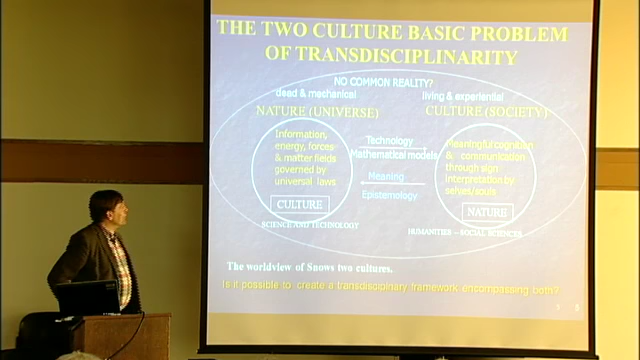 THE TWO CULTURE BASIC PROBLEM
OF TRANSDISCIPLINARITY
NO COMMON REALITY?
dead & mechanical
living & experiential
NATURE (UNIVERSE)
CULTURE (SOCIETY)
Information,
energy, forces
& matter fields
governed by
universal laws
CULTURE
SCIENCE AND TECHNOLOGY
Technology
Mathematical models
Meaning
Epistemology
Meaningful cognition
& communication
through sign
interpretation by
selves/souls
NATURE
HUMANITIES – SOCIAL SCIENCES
The worldview of Snows two cultures.
Is it possible to create a transdisciplinary framework encompassing both?